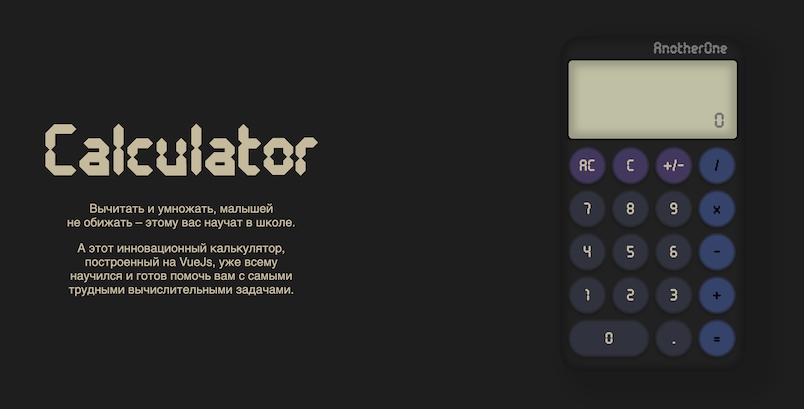 Calculator
Вычитать и умножать, малышей
не обижать – этому вас научат в школе.
А этот инновационный калькулятор,
построенный на VueJs, уже всему
научился и готов помочь вам с самыми
трудными вычислительными задачами.
AnotherOne
0
AC C +/- /
7 8 9 x
4 5 6 -
1 2 3 +
0 . =